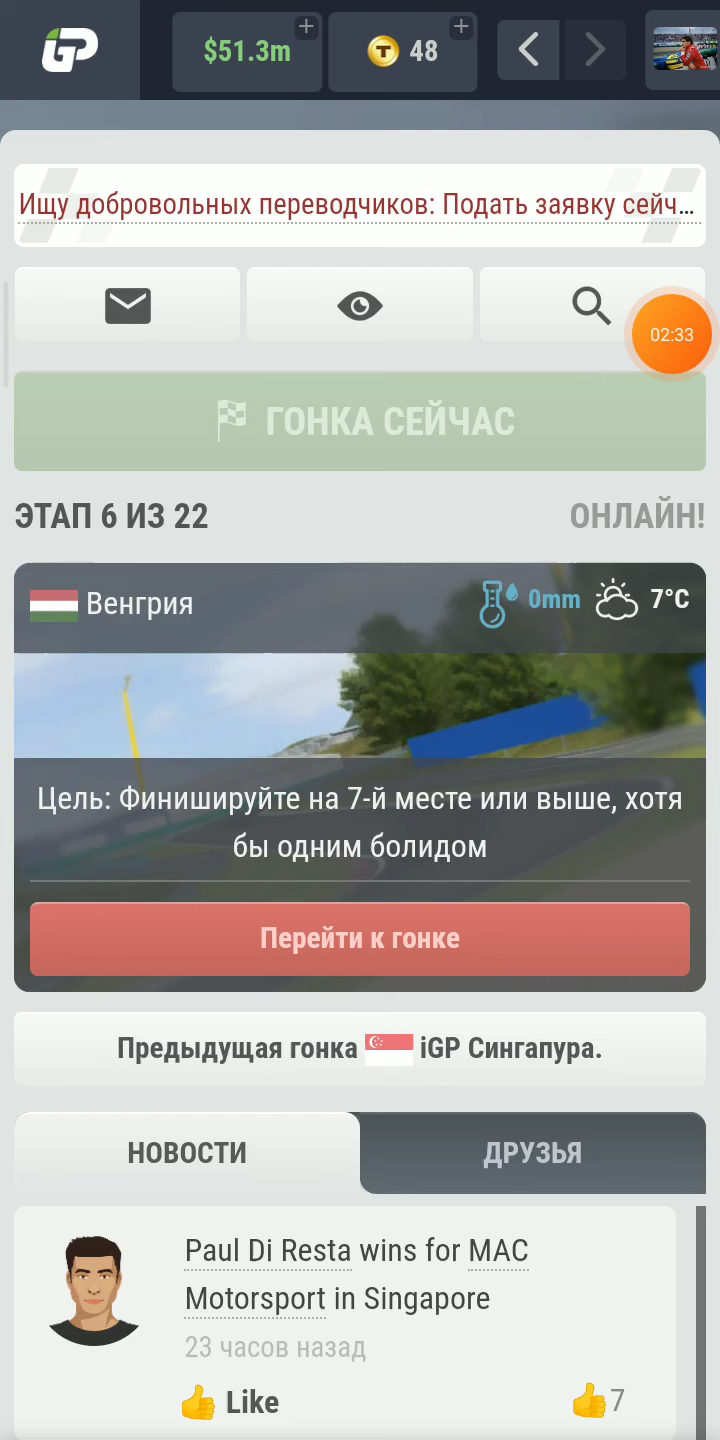 iGP
$51.3m + 48 +
Ищу добровольных переводчиков: Подать заявку сейч...
02:33
ГОНКА СЕЙЧАС
ЭТАП 6 ИЗ 22 ОНЛАЙН!
Венгрия 0mm 7°C
Цель: Финишируйте на 7-й месте или выше, хотя
бы одним болидом
Перейти к гонке
Предыдущая гонка iGP Сингапура.
НОВОСТИ ДРУЗЬЯ
Paul Di Resta wins for MAC
Motorsport in Singapore
23 часов назад
Like 7